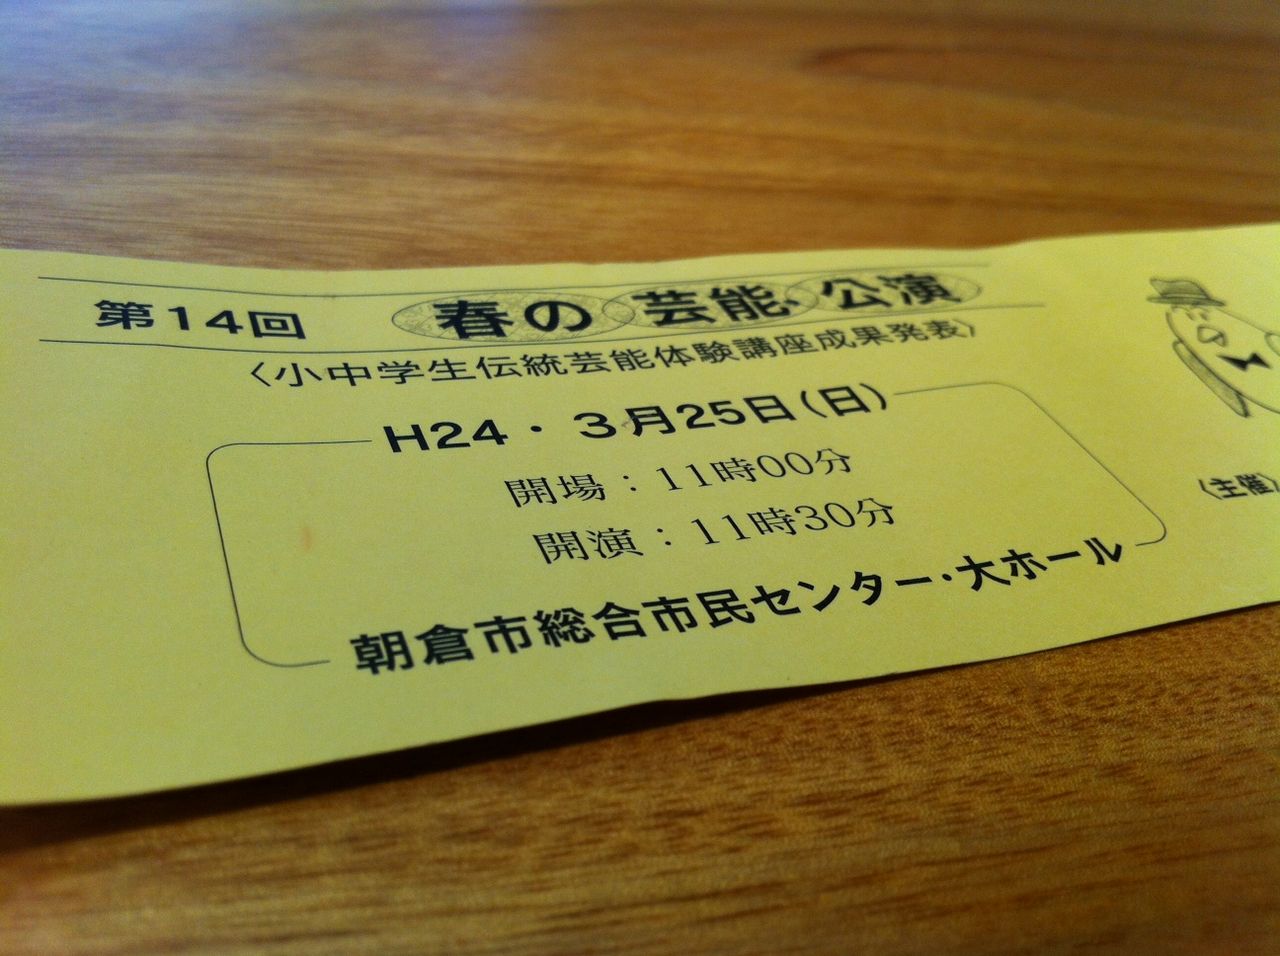 第14回 春の芸能公演
〈小中学生伝統芸能体験講座成果発表〉
H24・3月25日(日)
開場：11時00分
開演：11時30分
朝倉市総合市民センター・大ホール
〈主催〉